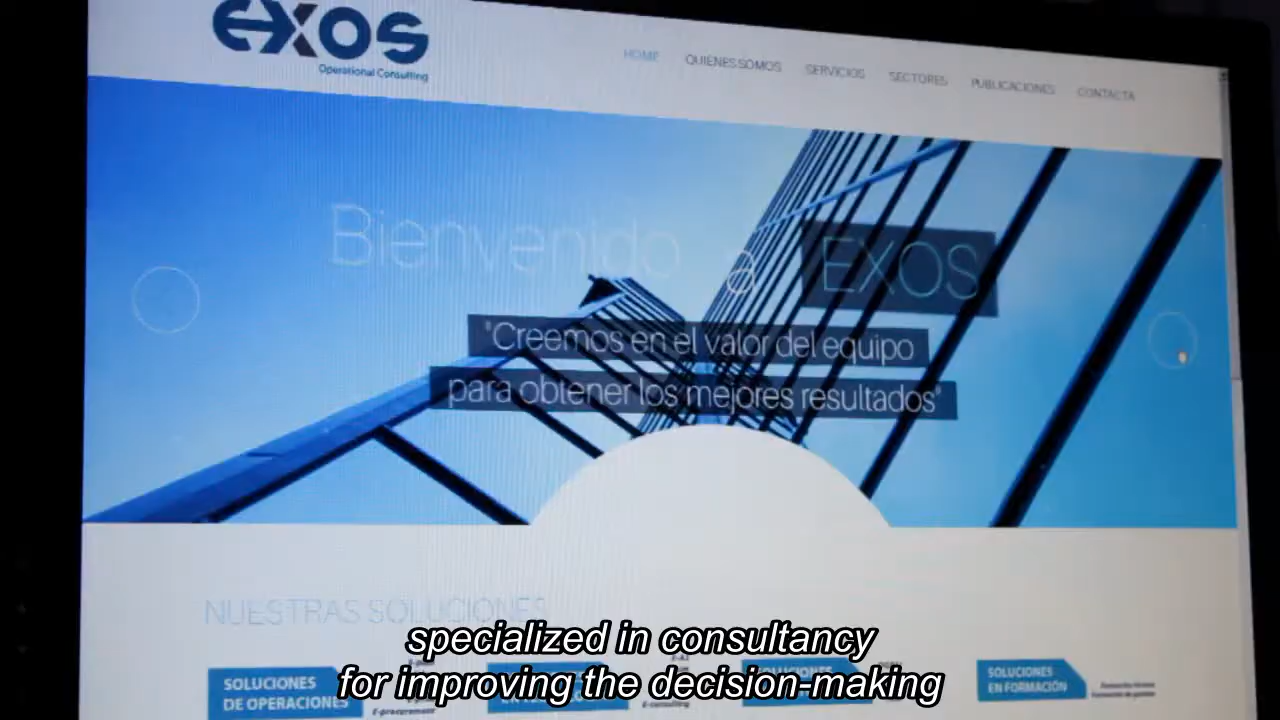 EXOS
Operational Consulting
HOME QUIENES SOMOS SERVICIOS SECTORES PUBLICACIONES CONTACTA
Bienvenido a EXOS
"Creemos en el valor del equipo
para obtener los mejores resultados"
NUESTRAS SOLUCIONES
SOLUCIONES
DE OPERACIONES
SOLUCIONES
SOLUCIONES
EN FORMACIÓN
specialized in consultancy
for improving the decision-making